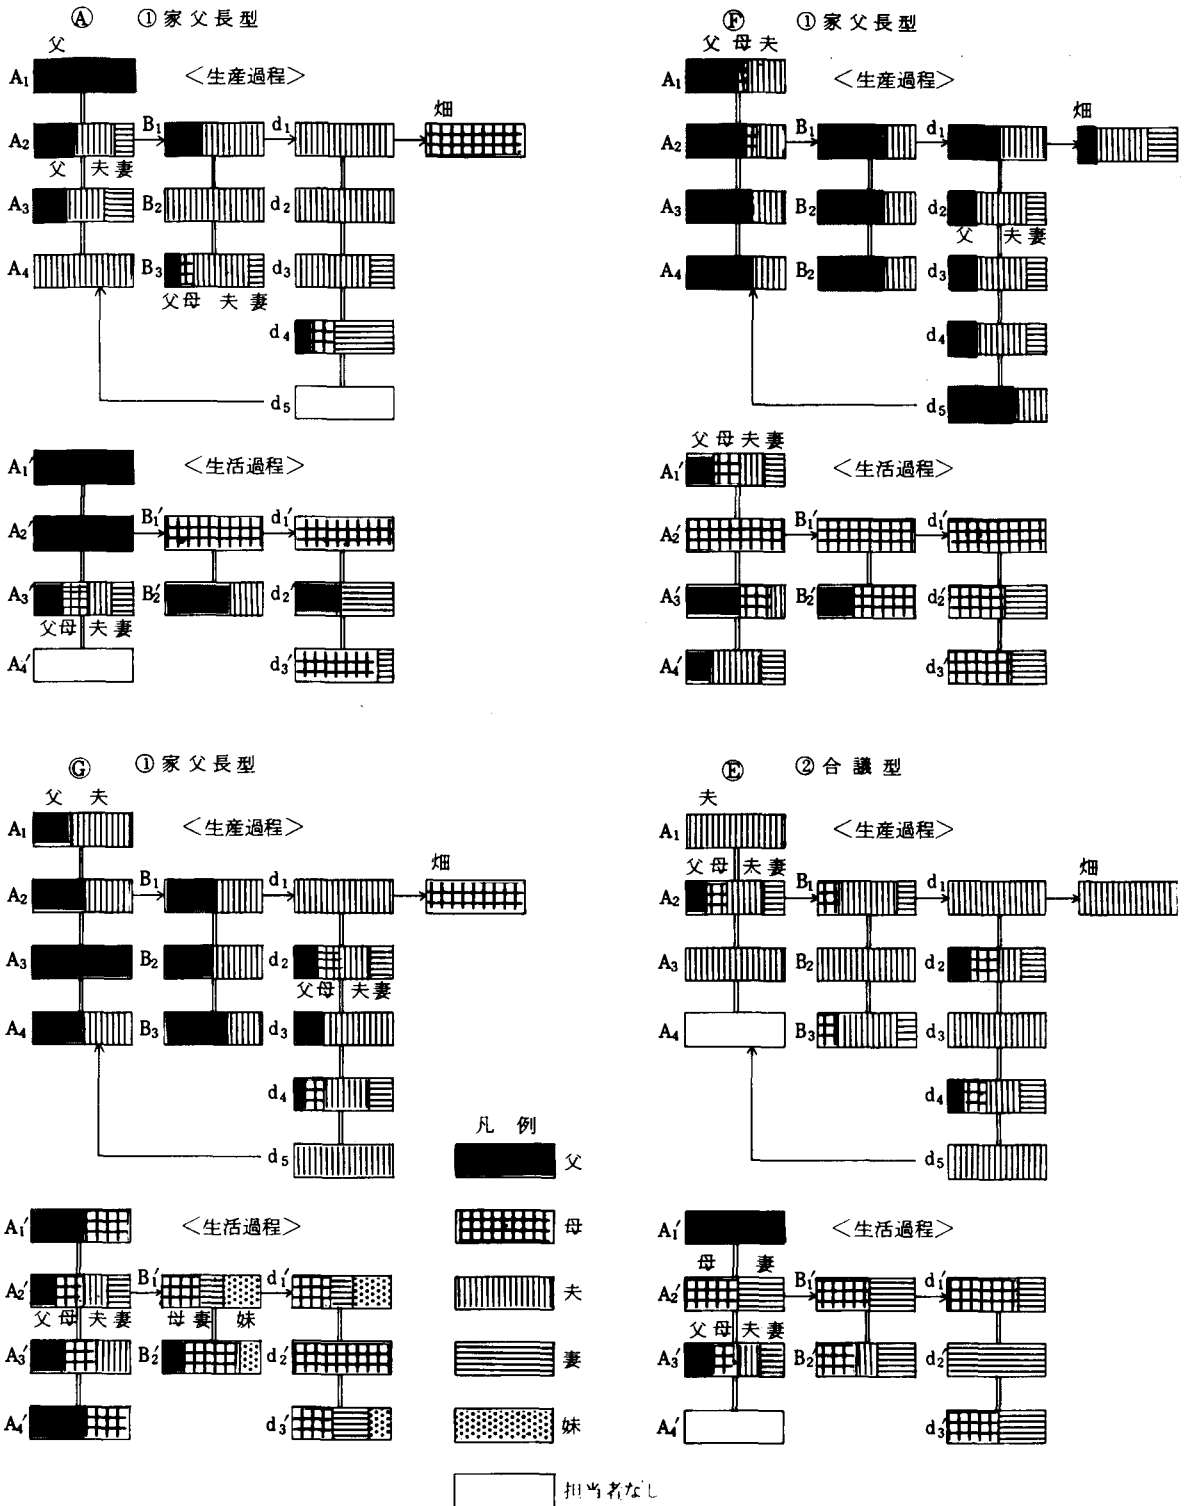 Ⓐ ①家父長型
父
A₁ ＜生産過程＞
畑
A₂ B₁ d₁
父 夫 妻
A₃ B₂ d₂
A₄ B₃ d₃
父母 夫 妻
d₄
d₅
A₁′ ＜生活過程＞
A₂′ B₁′ d₁′
A₃′ B₂′ d₂′
父母 夫妻
A₄′ d₃′
Ⓕ ①家父長型
父 母 夫
A₁ ＜生産過程＞
畑
A₂ B₁ d₁
A₃ B₂ d₂
父 夫妻
A₄ B₂ d₃
d₄
d₅
父母夫妻
A₁′ ＜生活過程＞
A₂′ B₁′ d₁′
A₃′ B₂′ d₂′
A₄′ d₃′
Ⓖ ①家父長型
父 夫
A₁ ＜生産過程＞
畑
A₂ B₁ d₁
A₃ B₂ d₂
父母 夫妻
A₄ B₃ d₃
d₄
d₅
A₁′ ＜生活過程＞
A₂′ B₁′ d₁′
父母 夫妻 母妻 妹
A₃′ B₂′ d₂′
A₄′ d₃′
凡 例
父
母
夫
妻
妹
担当者なし
Ⓔ ②合議型
夫
A₁ ＜生産過程＞
父母 夫妻 畑
A₂ B₁ d₁
A₃ B₂ d₂
A₄ B₃ d₃
d₄
d₅
A₁′ ＜生活過程＞
母 妻
A₂′ B₁′ d₁′
父母 夫妻
A₃′ B₂′ d₂′
A₄′ d₃′